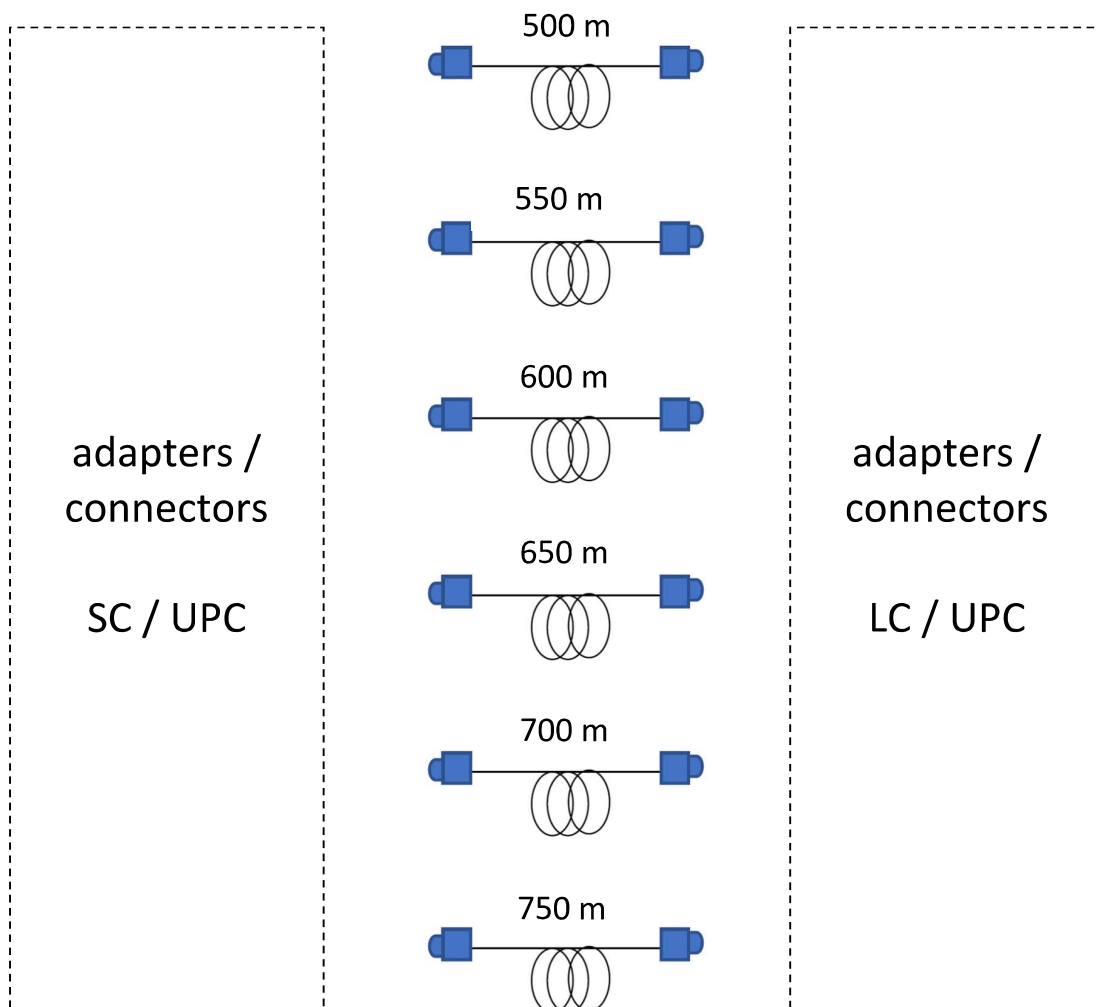 500 m
550 m
600 m
650 m
700 m
750 m
adapters /
connectors
SC / UPC
adapters /
connectors
LC / UPC